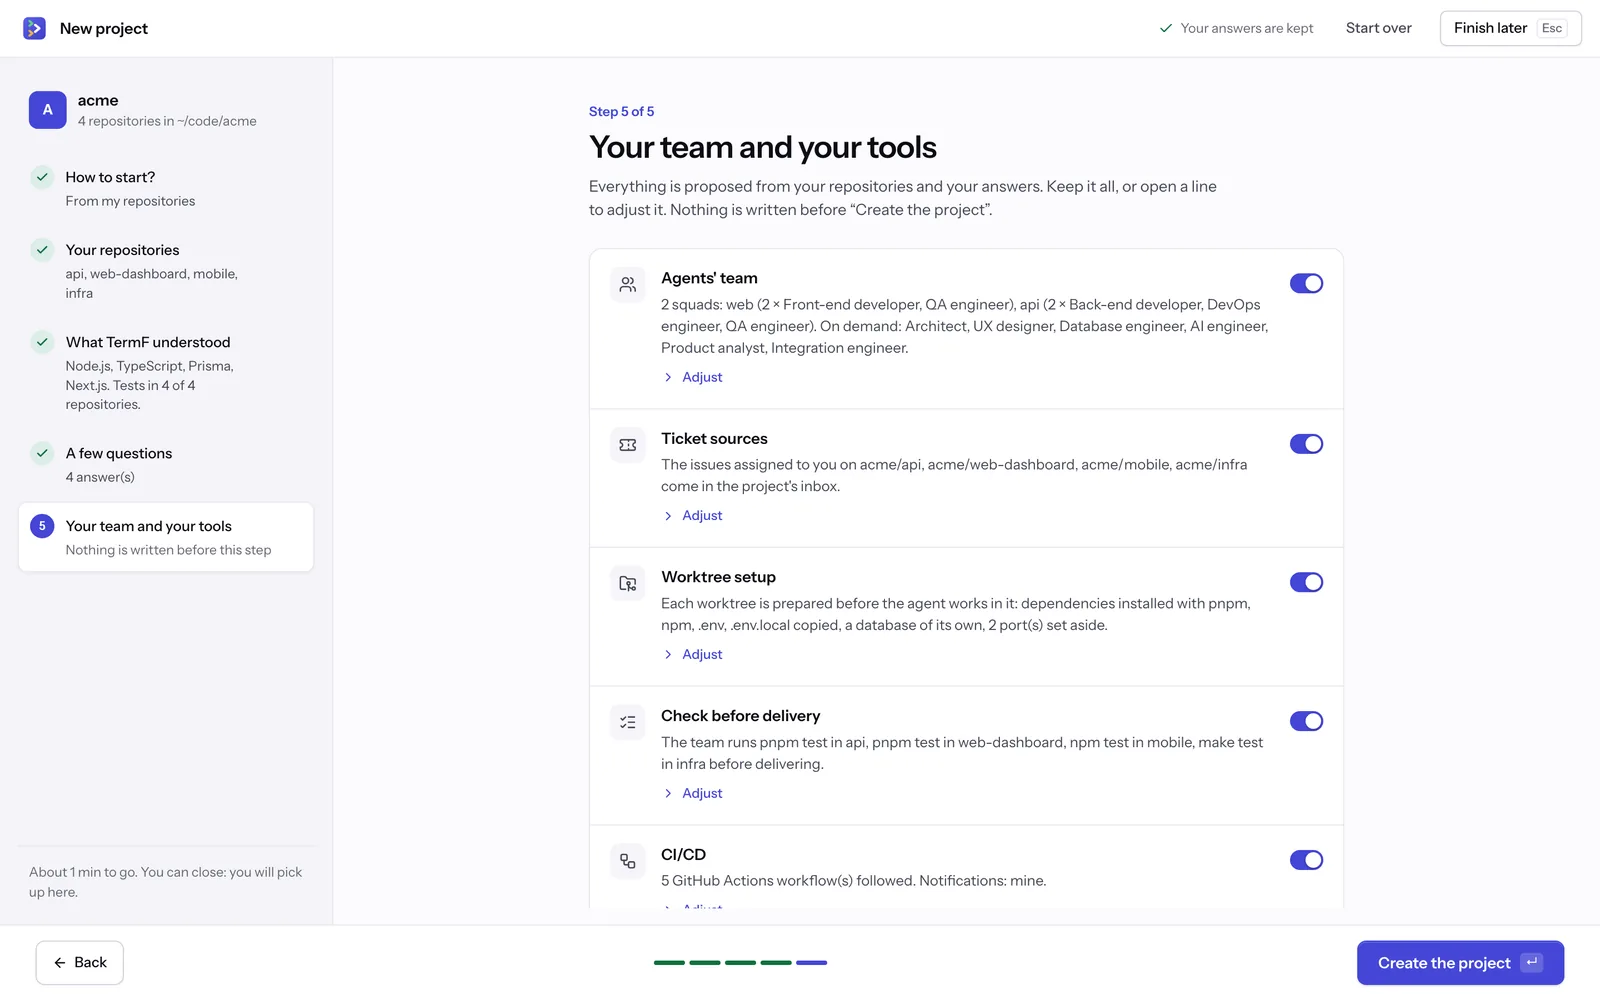 New project
Your answers are kept
Start over
Finish later Esc
A
acme
4 repositories in ~/code/acme
How to start?
From my repositories
Your repositories
api, web-dashboard, mobile,
infra
What TermF understood
Node.js, TypeScript, Prisma,
Next.js. Tests in 4 of 4
repositories.
A few questions
4 answer(s)
5
Your team and your tools
Nothing is written before this step
About 1 min to go. You can close: you will pick
up here.
Step 5 of 5
Your team and your tools
Everything is proposed from your repositories and your answers. Keep it all, or open a line
to adjust it. Nothing is written before “Create the project”.
Agents' team
2 squads: web (2 × Front-end developer, QA engineer), api (2 × Back-end developer, DevOps
engineer, QA engineer). On demand: Architect, UX designer, Database engineer, AI engineer,
Product analyst, Integration engineer.
Adjust
Ticket sources
The issues assigned to you on acme/api, acme/web-dashboard, acme/mobile, acme/infra
come in the project's inbox.
Adjust
Worktree setup
Each worktree is prepared before the agent works in it: dependencies installed with pnpm,
npm, .env, .env.local copied, a database of its own, 2 port(s) set aside.
Adjust
Check before delivery
The team runs pnpm test in api, pnpm test in web-dashboard, npm test in mobile, make test
in infra before delivering.
Adjust
CI/CD
5 GitHub Actions workflow(s) followed. Notifications: mine.
Adjust
Back
Create the project